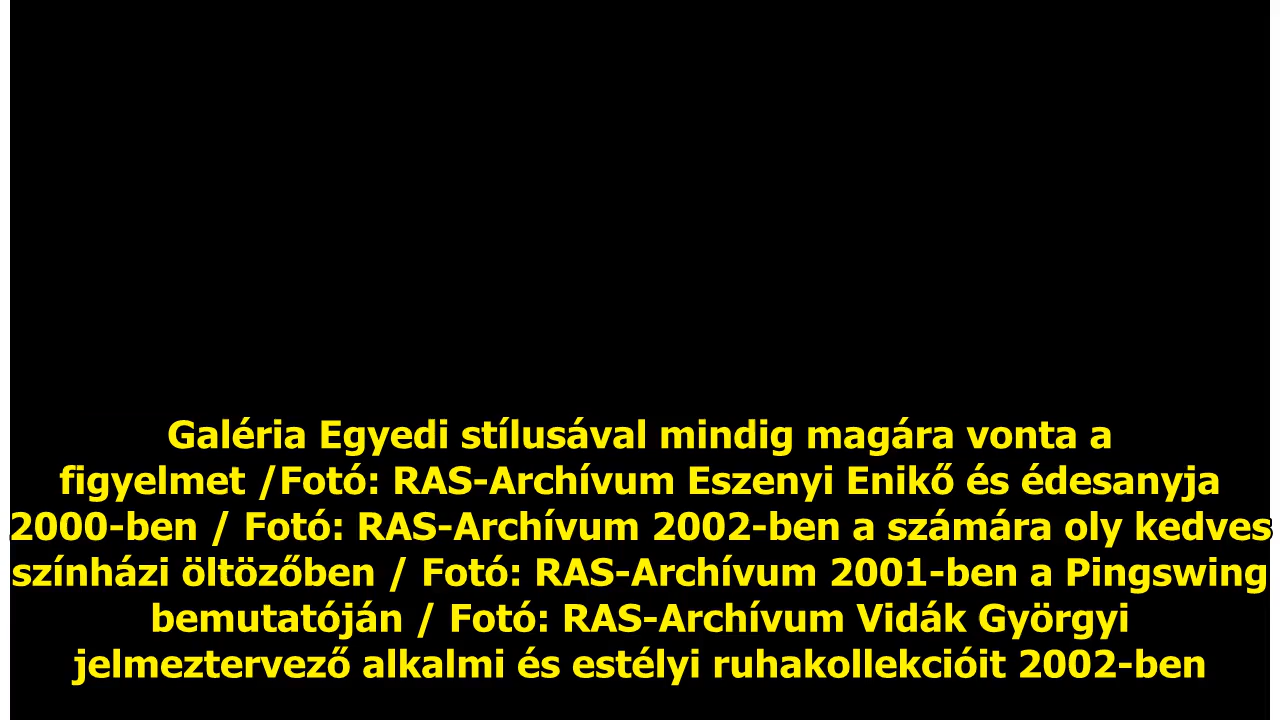 Galéria Egyedi stílusával mindig magára vonta a
figyelmet /Fotó: RAS-Archívum Eszenyi Enikő és édesanyja
2000-ben / Fotó: RAS-Archívum 2002-ben a számára oly kedves
színházi öltözőben / Fotó: RAS-Archívum 2001-ben a Pingswing
bemutatóján / Fotó: RAS-Archívum Vidák Györgyi
jelmeztervező alkalmi és estélyi ruhakollekcióit 2002-ben